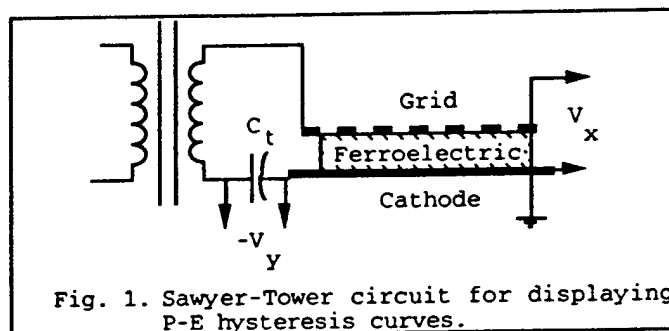 Grid
V
x
C
t
Ferroelectric
Cathode
-V
y
Fig. 1. Sawyer-Tower circuit for displaying
P-E hysteresis curves.